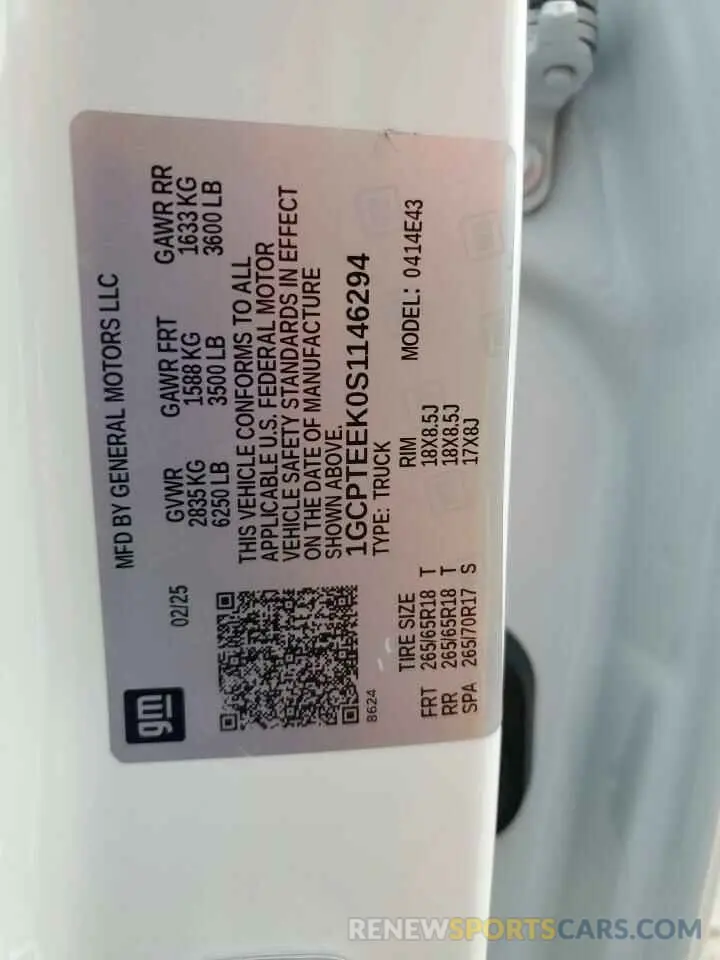 gm
02/25
MFD BY GENERAL MOTORS LLC
GVWR GAWR FRT GAWR RR
2835 KG 1588 KG 1633 KG
6250 LB 3500 LB 3600 LB
THIS VEHICLE CONFORMS TO ALL
APPLICABLE U.S. FEDERAL MOTOR
VEHICLE SAFETY STANDARDS IN EFFECT
ON THE DATE OF MANUFACTURE
SHOWN ABOVE.
1GCPTEEK0S1146294
8624
TYPE: TRUCK
MODEL: 0414E43
TIRE SIZE RIM
FRT 265/65R18 T 18X8.5J
RR 265/65R18 T 18X8.5J
SPA 265/70R17 S 17X8J
RENEWSPORTSCARS.COM